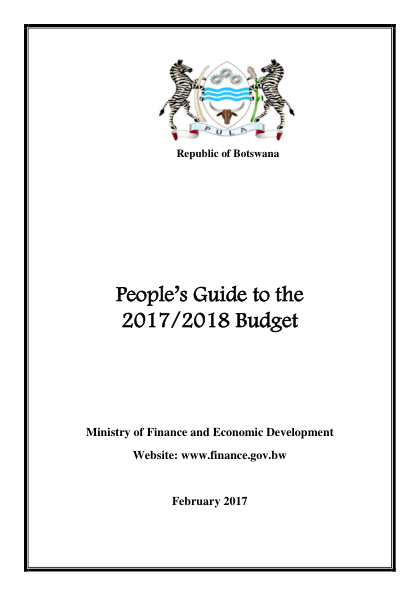 PULA
Republic of Botswana
People's Guide to the
2017/2018 Budget
Ministry of Finance and Economic Development
Website: www.finance.gov.bw
February 2017